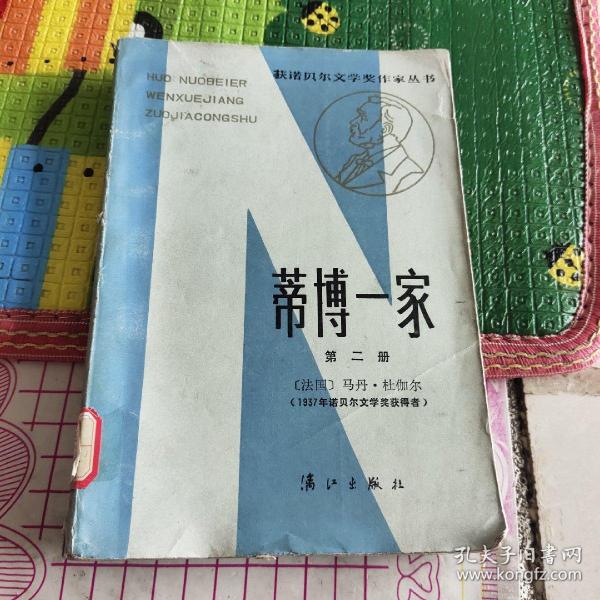 HUO NUOBEIER
WENXUEJIANG
ZUOJIACONGSHU
获诺贝尔文学奖作家丛书
蒂博一家
第二册
〔法国〕马丹·杜伽尔
(1937年诺贝尔文学奖获得者)
漓江出版社
孔夫子旧书网
www.kongfz.com